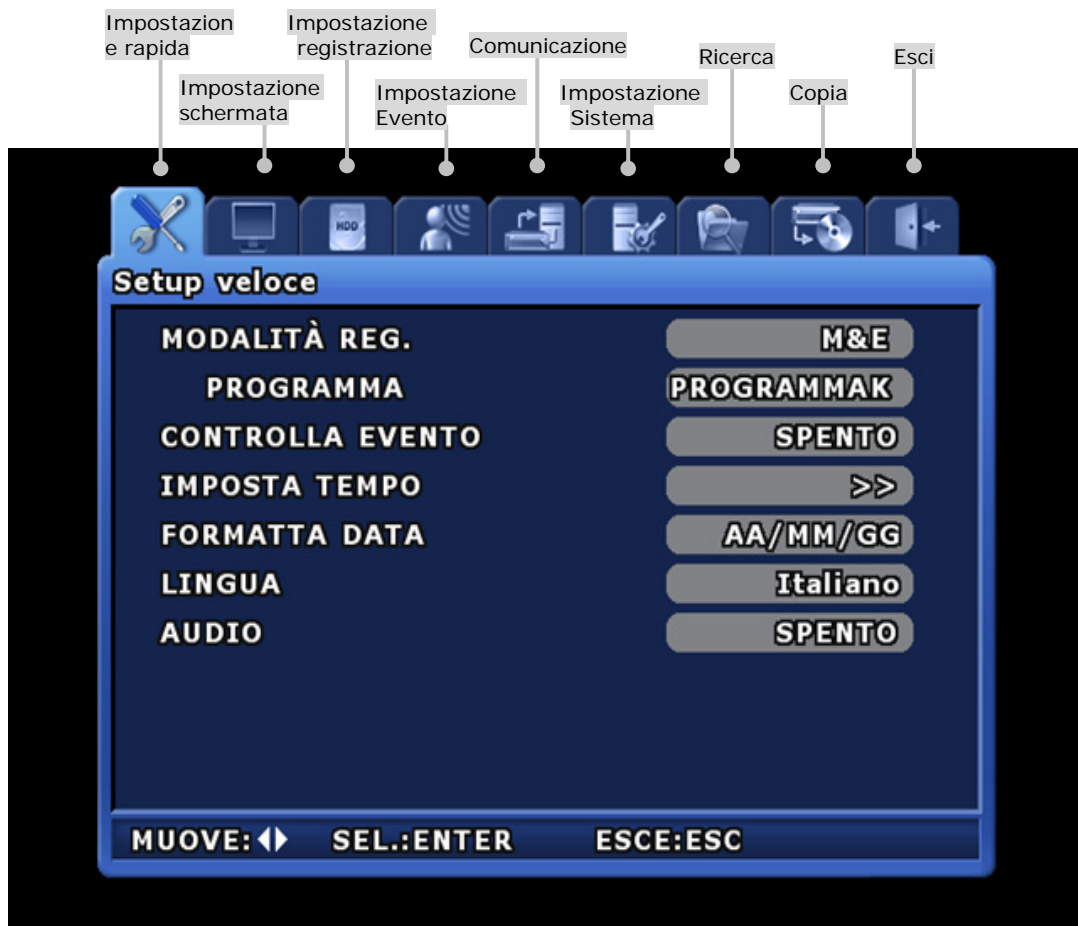 Impostazion
e rapida
Impostazione
registrazione
Comunicazione
Ricerca
Esci
Impostazione
schermata
Impostazione
Evento
Impostazione
Sistema
Copia
HDD
Setup veloce
MODALITÀ REG. M&E
PROGRAMMA PROGRAMMAK
CONTROLLA EVENTO SPENTO
IMPOSTA TEMPO >>
FORMATTA DATA AA/MM/GG
LINGUA Italiano
AUDIO SPENTO
MUOVE: SEL.:ENTER ESCE:ESC